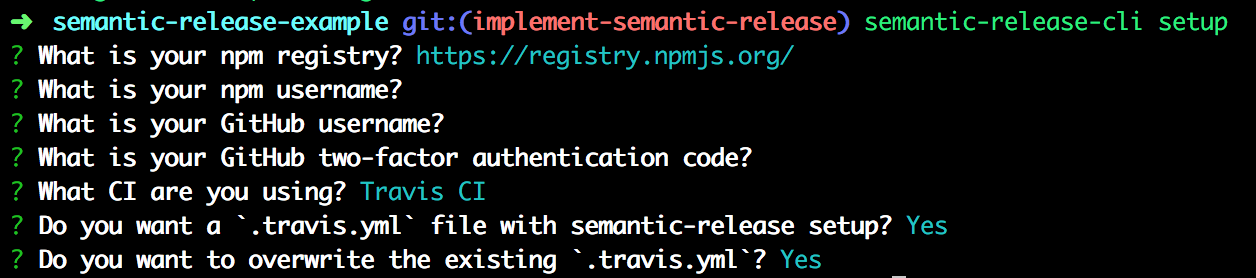 ➜ semantic-release-example git:(implement-semantic-release) semantic-release-cli setup
? What is your npm registry? https://registry.npmjs.org/
? What is your npm username?
? What is your GitHub username?
? What is your GitHub two-factor authentication code?
? What CI are you using? Travis CI
? Do you want a `.travis.yml` file with semantic-release setup? Yes
? Do you want to overwrite the existing `.travis.yml`? Yes